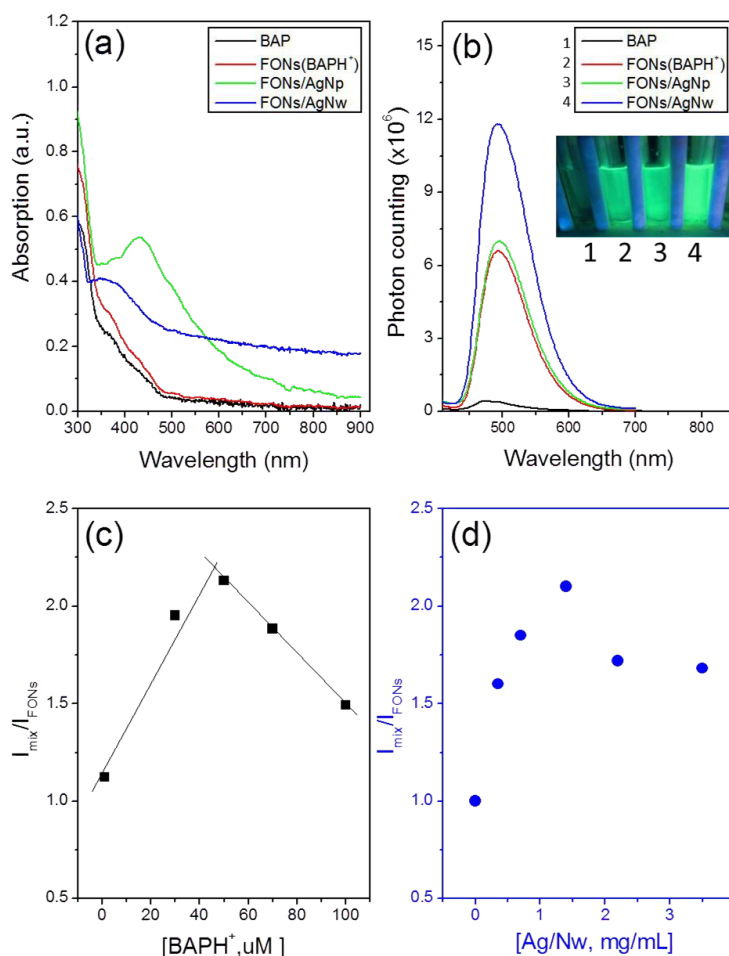 (a)
BAP
FONs(BAPH⁺)
FONs/AgNp
FONs/AgNw
Absorption (a.u.)
1.2
1.0
0.8
0.6
0.4
0.2
0.0
300 400 500 600 700 800 900
Wavelength (nm)
(b)
1 BAP
2 FONs(BAPH⁺)
3 FONs/AgNp
4 FONs/AgNw
Photon counting (x10⁶)
15
12
9
6
3
0
1 2 3 4
500 600 700 800
Wavelength (nm)
(c)
I_mix/I_FONs
2.5
2.0
1.5
1.0
0.5
0 20 40 60 80 100
[BAPH⁺,uM ]
(d)
I_mix/I_FONs
2.5
2.0
1.5
1.0
0.5
0 1 2 3
[Ag/Nw, mg/mL]